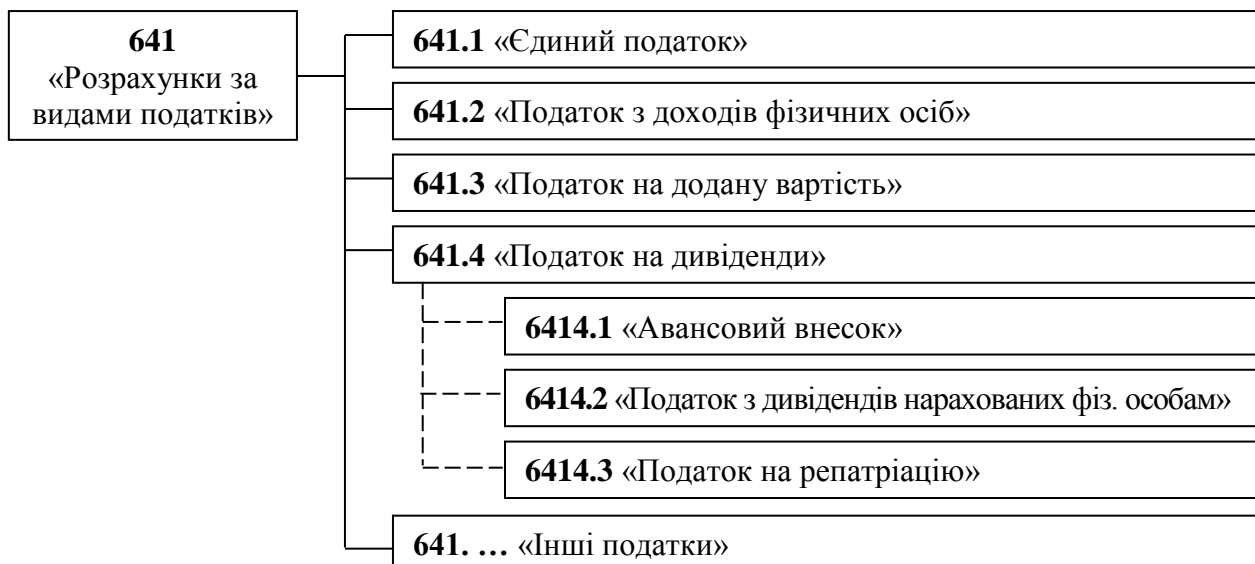 641
«Розрахунки за
видами податків»
641.1 «Єдиний податок»
641.2 «Податок з доходів фізичних осіб»
641.3 «Податок на додану вартість»
641.4 «Податок на дивіденди»
6414.1 «Авансовий внесок»
6414.2 «Податок з дивідендів нарахованих фіз. особам»
6414.3 «Податок на репатріацію»
641. … «Інші податки»